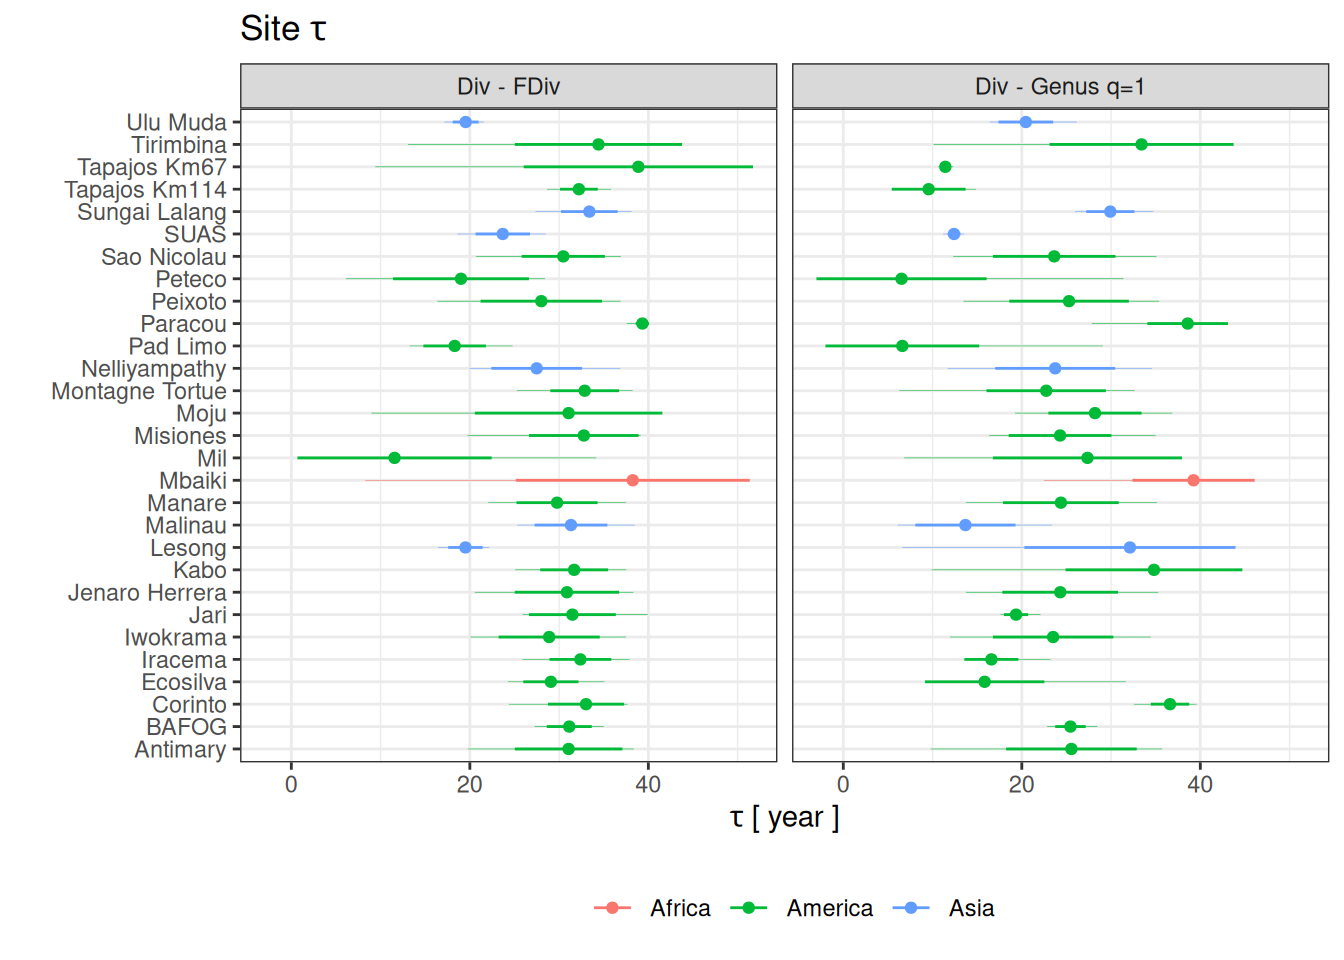 Site τ
Div - FDiv
Div - Genus q=1
Ulu Muda
Tirimbina
Tapajos Km67
Tapajos Km114
Sungai Lalang
SUAS
Sao Nicolau
Peteco
Peixoto
Paracou
Pad Limo
Nelliyampathy
Montagne Tortue
Moju
Misiones
Mil
Mbaiki
Manare
Malinau
Lesong
Kabo
Jenaro Herrera
Jari
Iwokrama
Iracema
Ecosilva
Corinto
BAFOG
Antimary
0 20 40
0 20 40
τ [ year ]
Africa America Asia